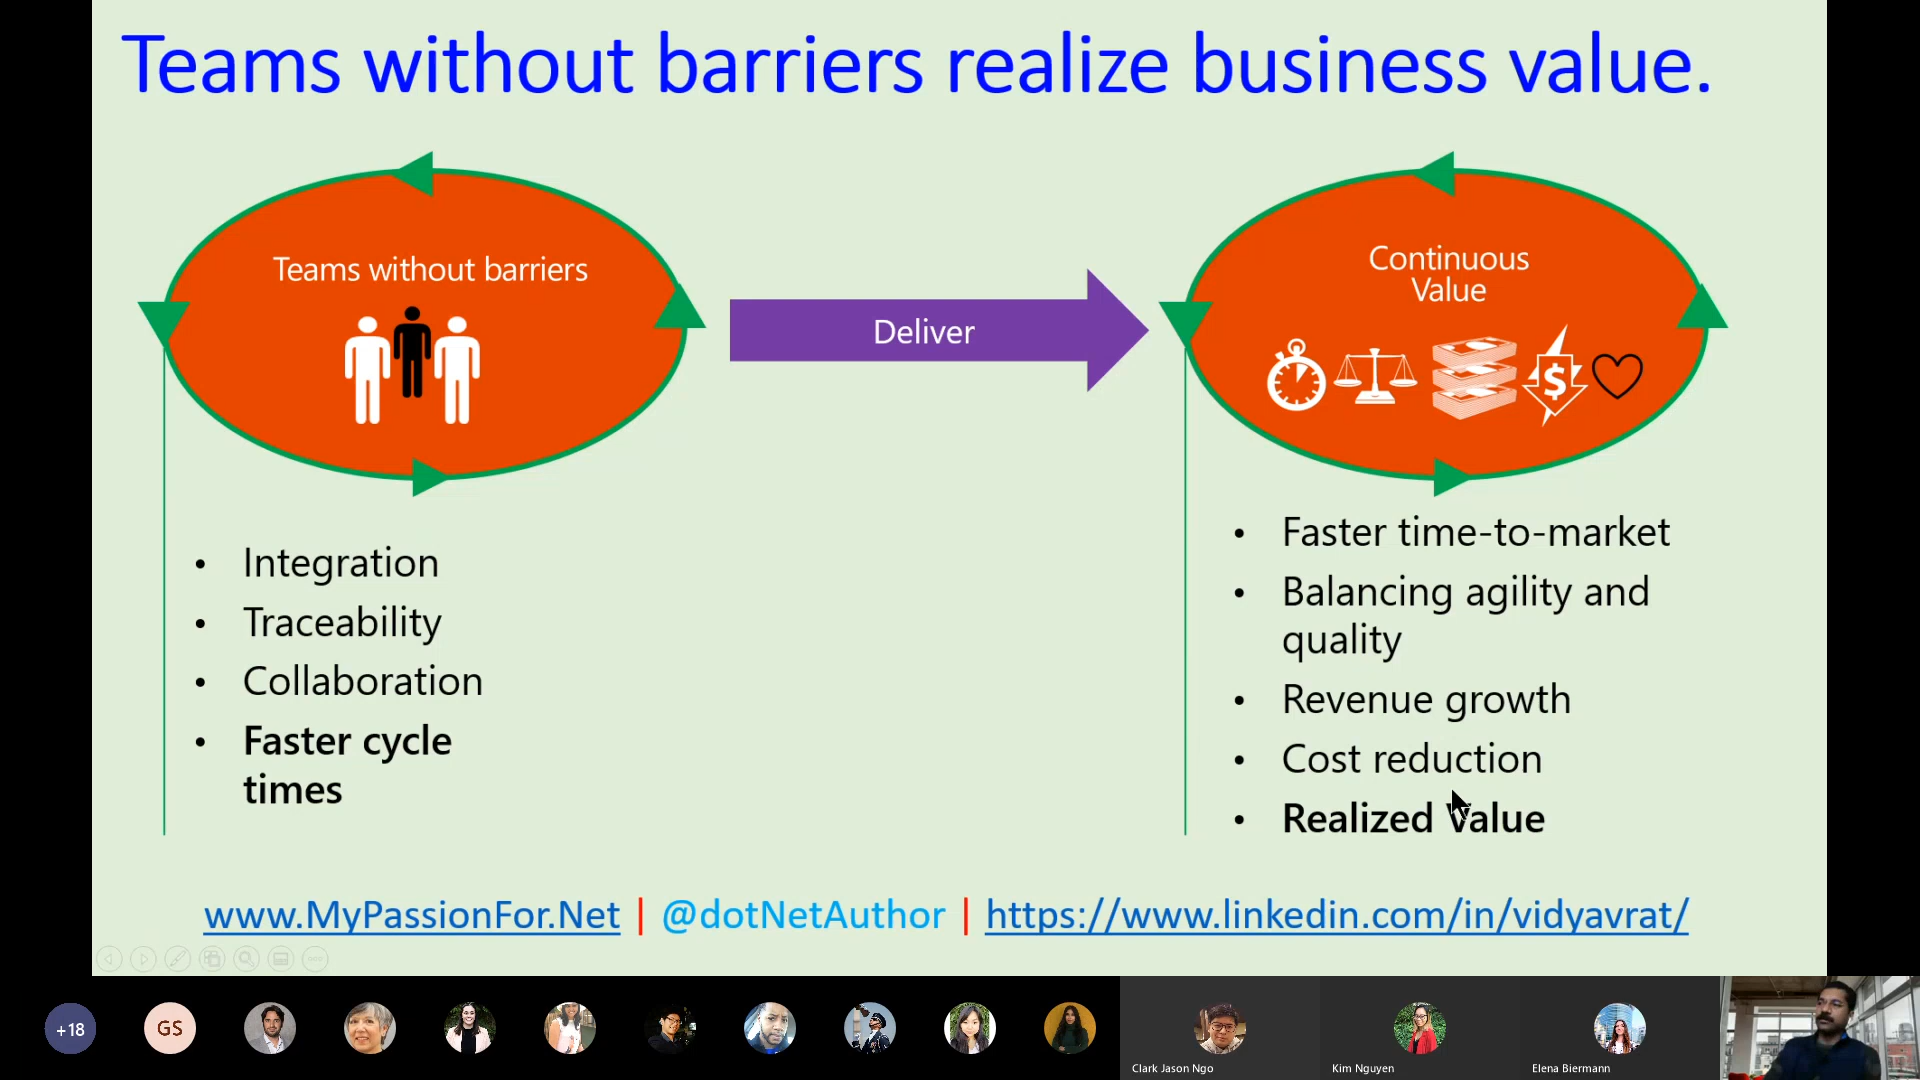 Teams without barriers realize business value.
Teams without barriers
Deliver
Continuous
Value
$
• Integration
• Traceability
• Collaboration
• Faster cycle
times
• Faster time-to-market
• Balancing agility and
quality
• Revenue growth
• Cost reduction
• Realized Value
www.MyPassionFor.Net | @dotNetAuthor | https://www.linkedin.com/in/vidyavrat/
+18
GS
Clark Jason Ngo
Kim Nguyen
Elena Biermann